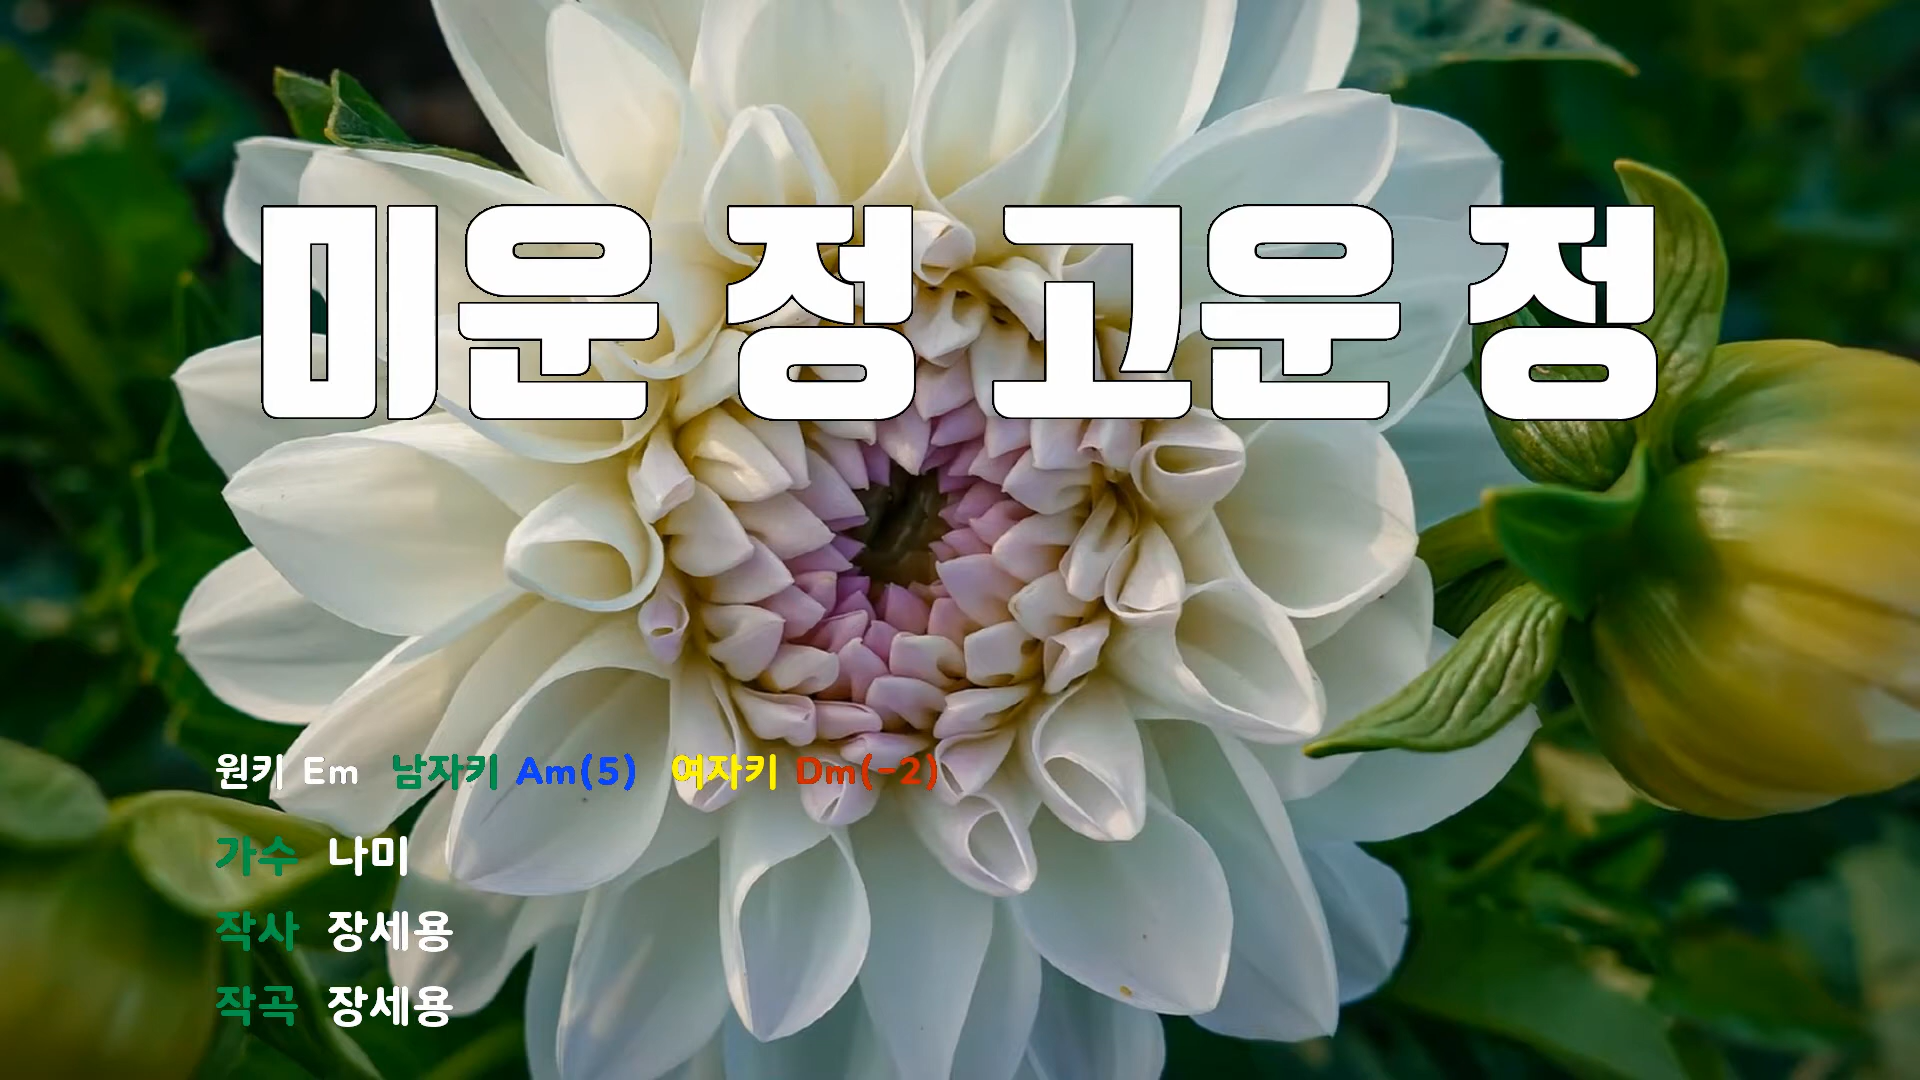 미운 정 고운 정
원키 Em 남자키 Am(5) 여자키 Dm(-2)
가수 나미
작사 장세용
작곡 장세용